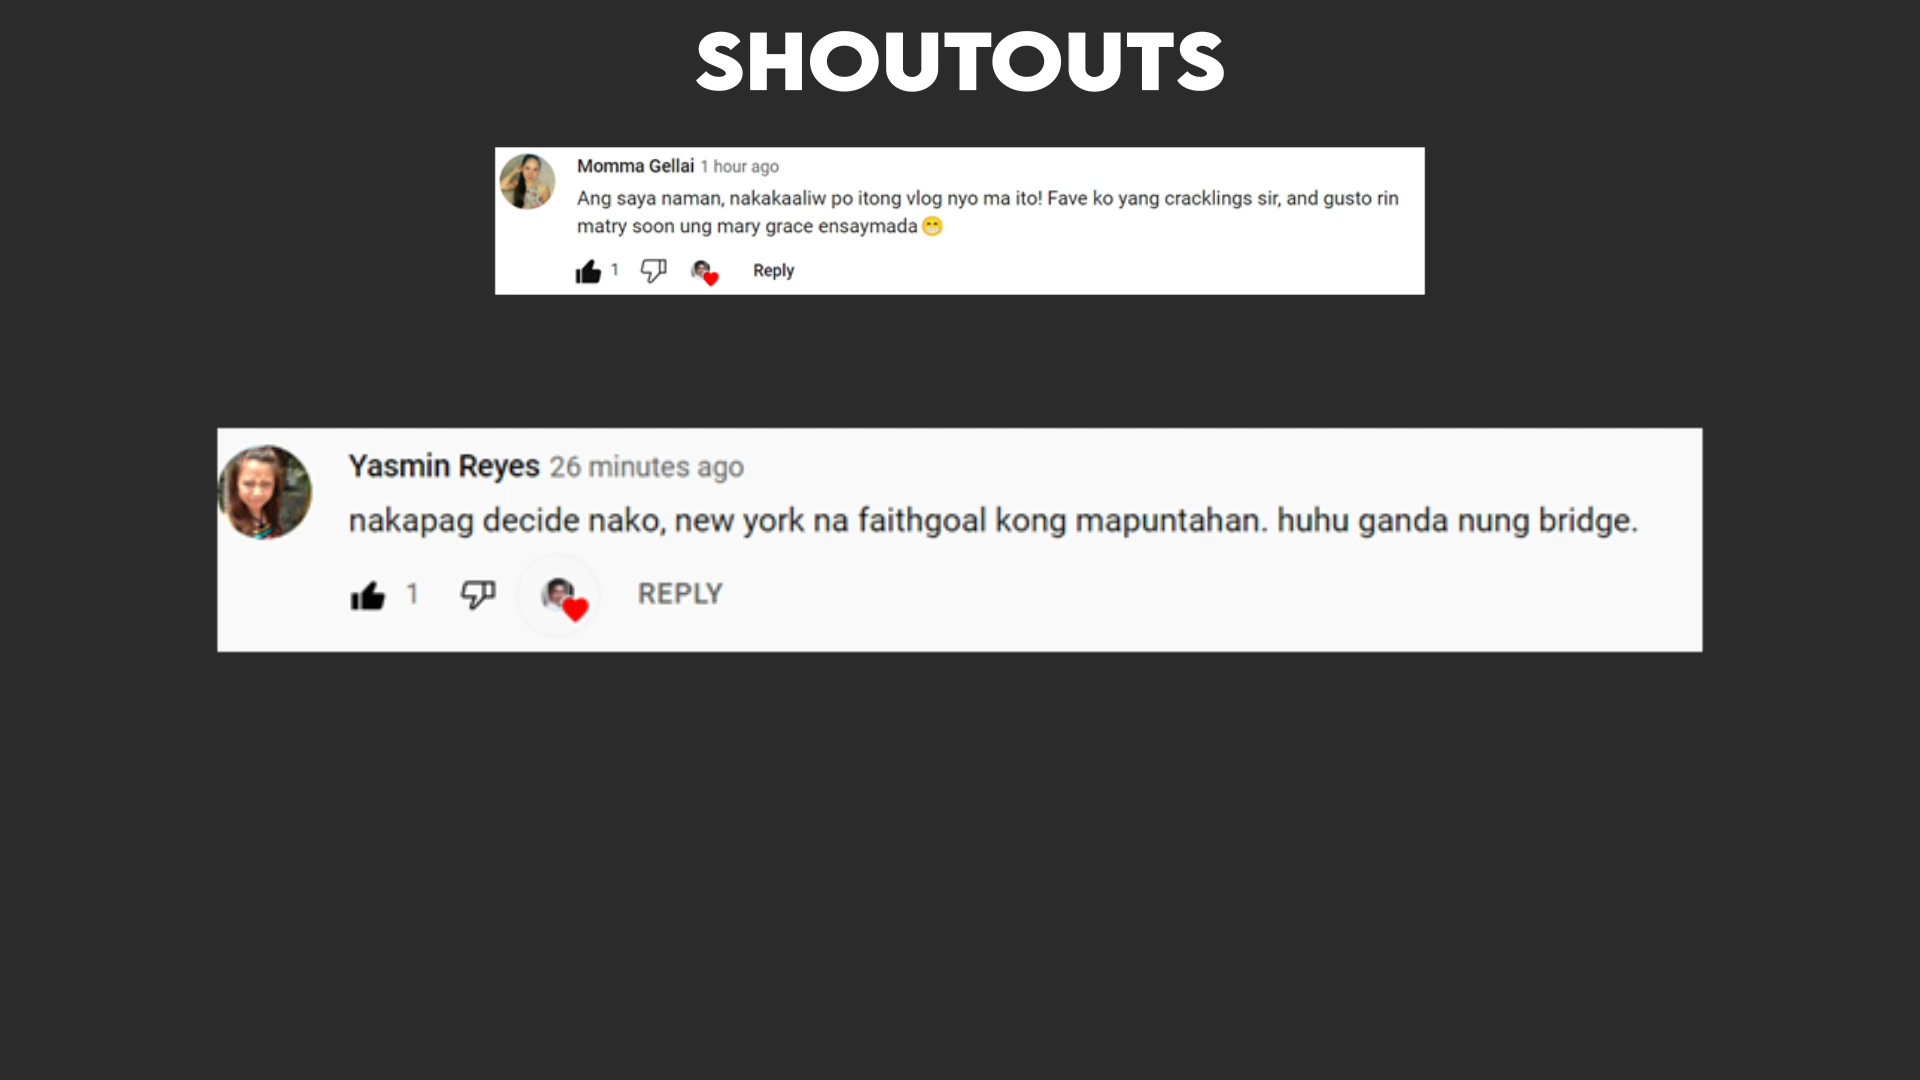 SHOUTOUTS
Momma Gellai 1 hour ago
Ang saya naman, nakakaaliw po itong vlog nyo ma ito! Fave ko yang cracklings sir, and gusto rin
matry soon ung mary grace ensaymada😁
1 Reply
Yasmin Reyes 26 minutes ago
nakapag decide nako, new york na faithgoal kong mapuntahan. huhu ganda nung bridge.
1 REPLY